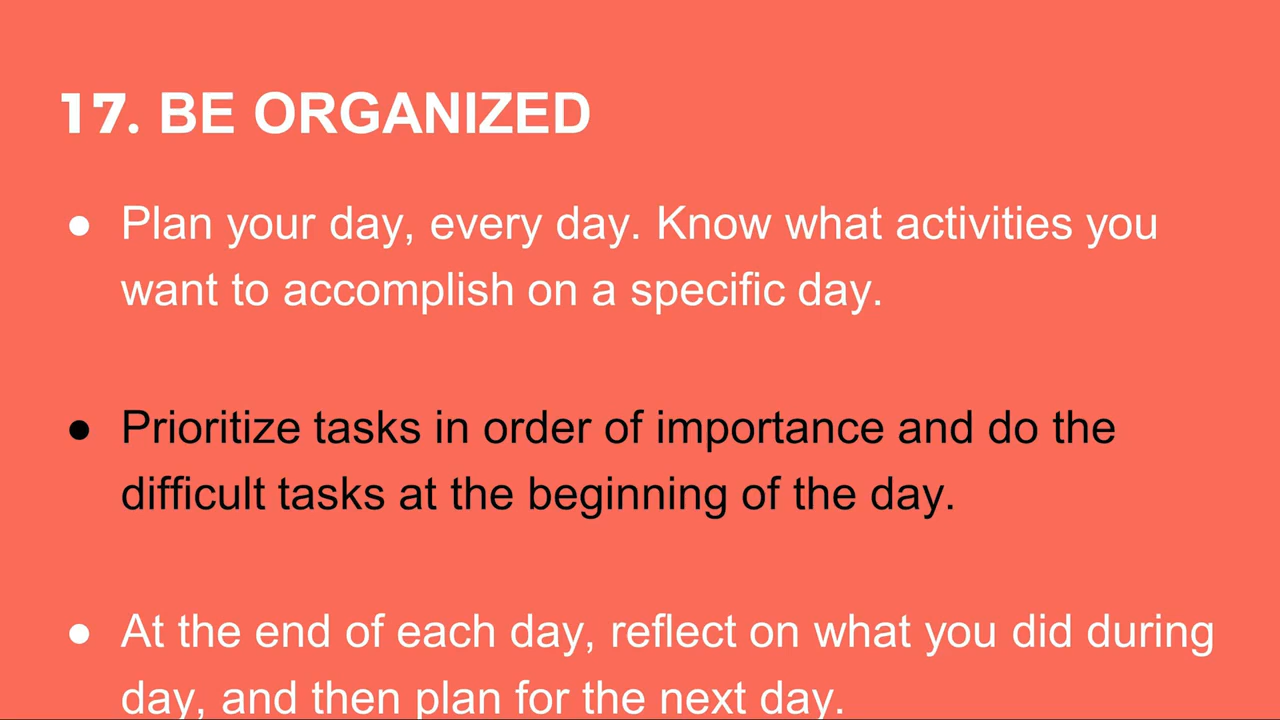 17. BE ORGANIZED
● Plan your day, every day. Know what activities you
want to accomplish on a specific day.
● Prioritize tasks in order of importance and do the
difficult tasks at the beginning of the day.
● At the end of each day, reflect on what you did during
day, and then plan for the next day.